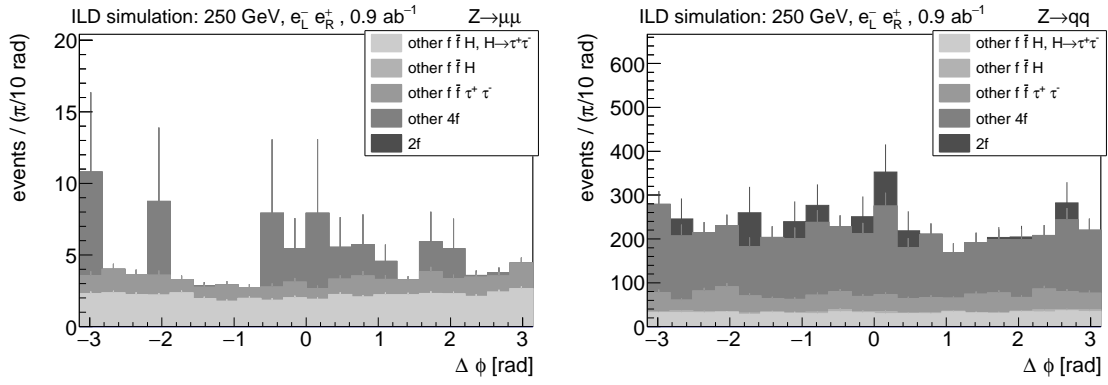 ILD simulation: 250 GeV, e⁻L e⁺R , 0.9 ab⁻¹ Z→μμ
events / (π/10 rad)
20
15
10
5
0
other f f̄ H, H→τ⁺τ⁻
other f f̄ H
other f f̄ τ⁺ τ⁻
other 4f
2f
−3 −2 −1 0 1 2 3
Δ ϕ [rad]
ILD simulation: 250 GeV, e⁻L e⁺R , 0.9 ab⁻¹ Z→qq
events / (π/10 rad)
600
500
400
300
200
100
0
other f f̄ H, H→τ⁺τ⁻
other f f̄ H
other f f̄ τ⁺ τ⁻
other 4f
2f
−3 −2 −1 0 1 2 3
Δ ϕ [rad]